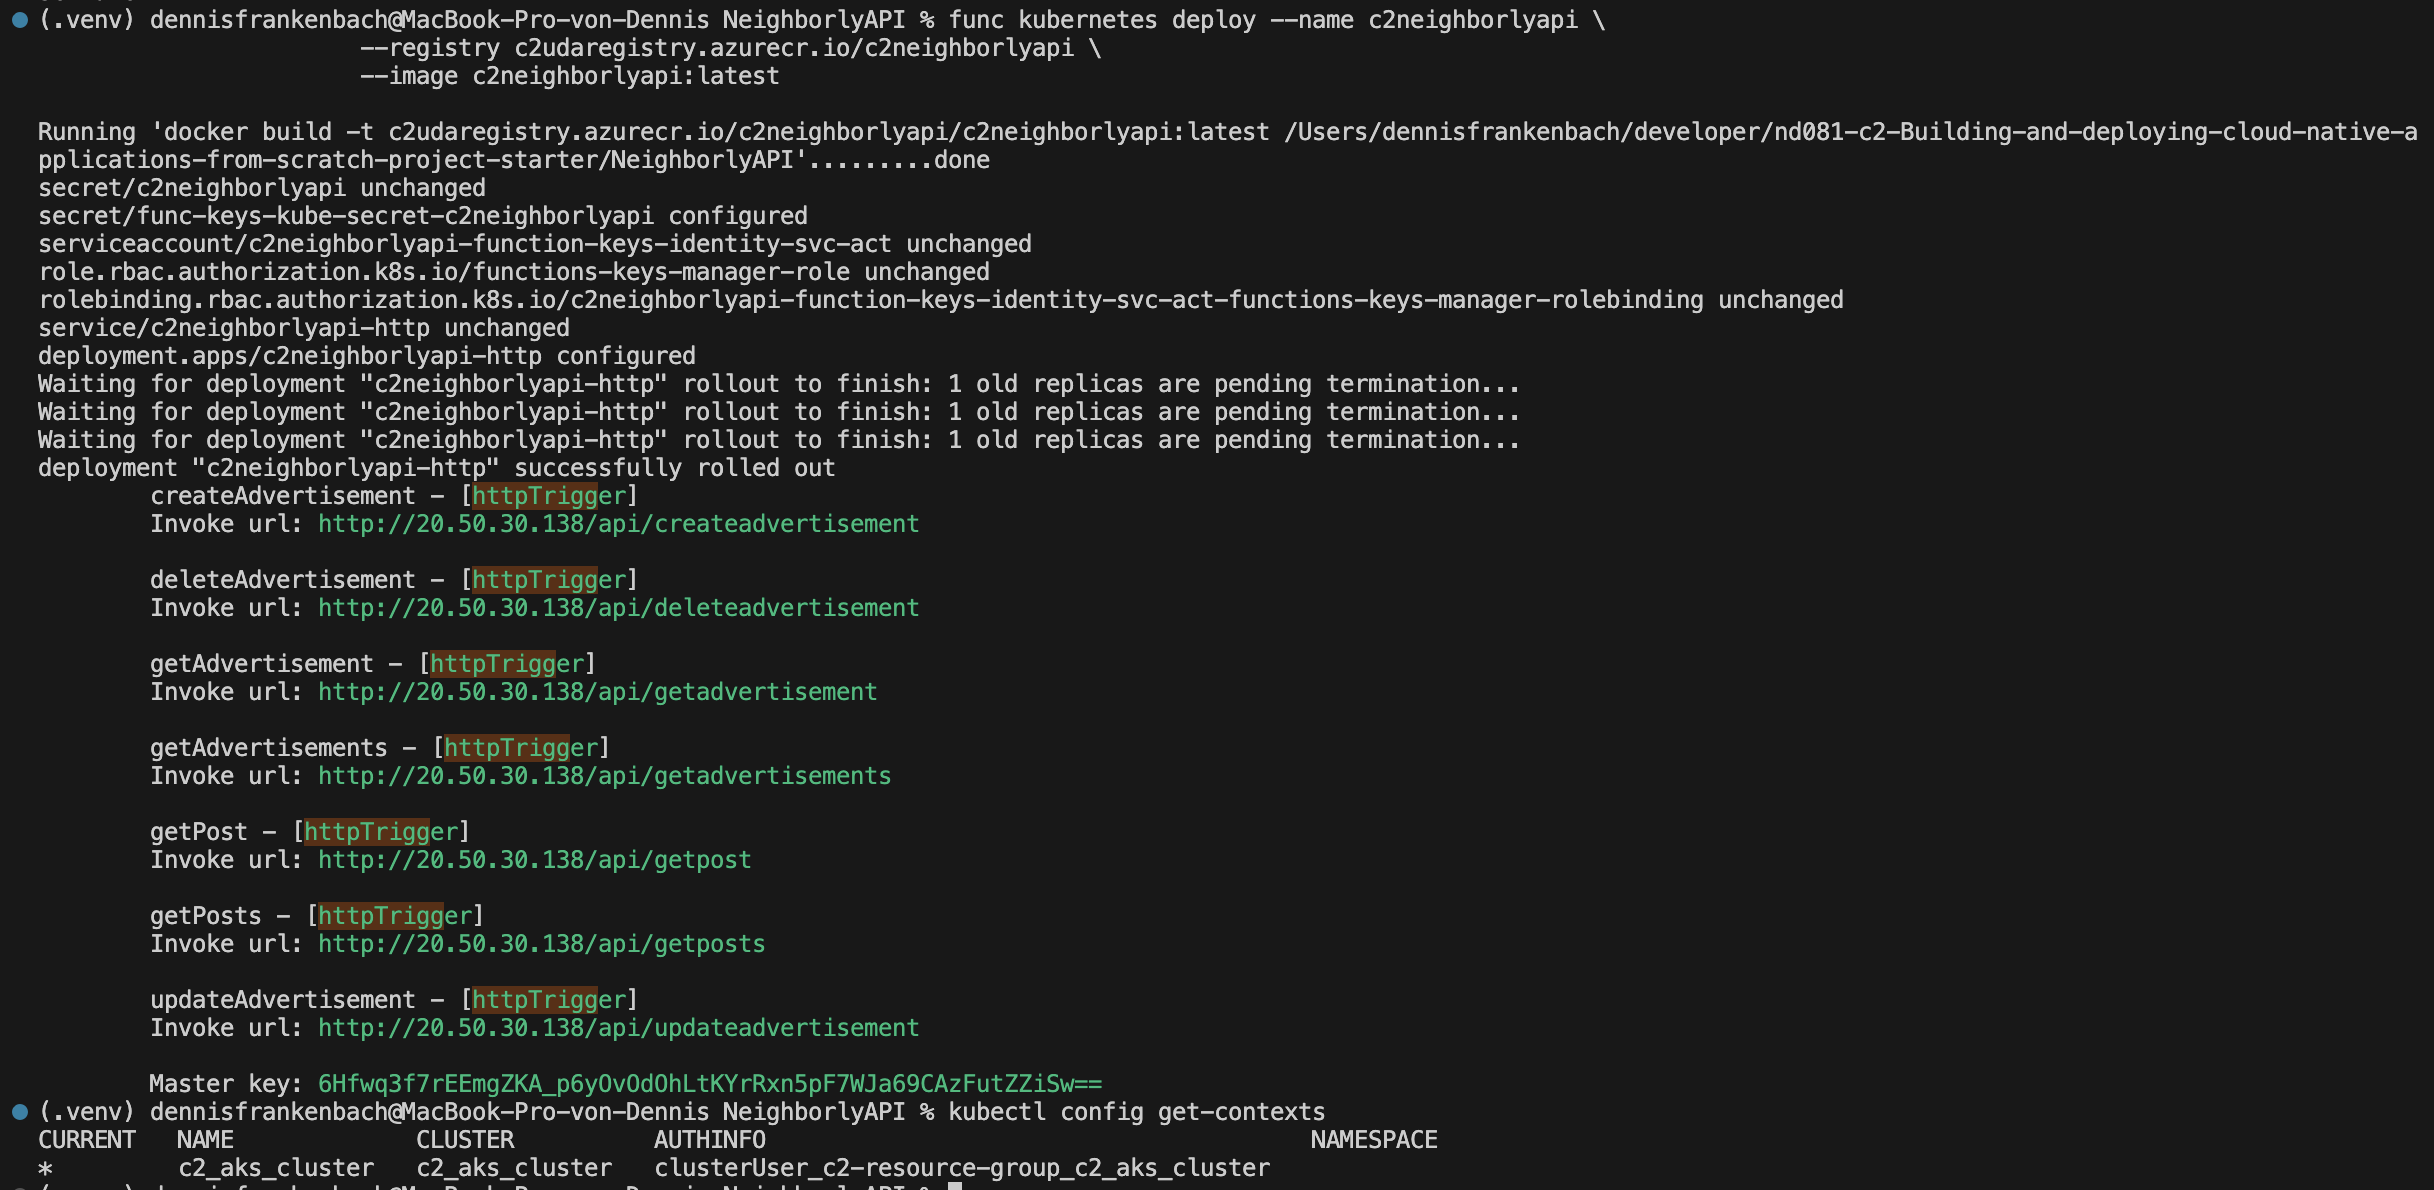 (.venv) dennisfrankenbach@MacBook-Pro-von-Dennis NeighborlyAPI % func kubernetes deploy --name c2neighborlyapi \
--registry c2udaregistry.azurecr.io/c2neighborlyapi \
--image c2neighborlyapi:latest
Running 'docker build -t c2udaregistry.azurecr.io/c2neighborlyapi/c2neighborlyapi:latest /Users/dennisfrankenbach/developer/nd081-c2-Building-and-deploying-cloud-native-a
pplications-from-scratch-project-starter/NeighborlyAPI'.........done
secret/c2neighborlyapi unchanged
secret/func-keys-kube-secret-c2neighborlyapi configured
serviceaccount/c2neighborlyapi-function-keys-identity-svc-act unchanged
role.rbac.authorization.k8s.io/functions-keys-manager-role unchanged
rolebinding.rbac.authorization.k8s.io/c2neighborlyapi-function-keys-identity-svc-act-functions-keys-manager-rolebinding unchanged
service/c2neighborlyapi-http unchanged
deployment.apps/c2neighborlyapi-http configured
Waiting for deployment "c2neighborlyapi-http" rollout to finish: 1 old replicas are pending termination...
Waiting for deployment "c2neighborlyapi-http" rollout to finish: 1 old replicas are pending termination...
Waiting for deployment "c2neighborlyapi-http" rollout to finish: 1 old replicas are pending termination...
deployment "c2neighborlyapi-http" successfully rolled out
createAdvertisement - [httpTrigger]
Invoke url: http://20.50.30.138/api/createadvertisement
deleteAdvertisement - [httpTrigger]
Invoke url: http://20.50.30.138/api/deleteadvertisement
getAdvertisement - [httpTrigger]
Invoke url: http://20.50.30.138/api/getadvertisement
getAdvertisements - [httpTrigger]
Invoke url: http://20.50.30.138/api/getadvertisements
getPost - [httpTrigger]
Invoke url: http://20.50.30.138/api/getpost
getPosts - [httpTrigger]
Invoke url: http://20.50.30.138/api/getposts
updateAdvertisement - [httpTrigger]
Invoke url: http://20.50.30.138/api/updateadvertisement
Master key: 6Hfwq3f7rEEmgZKA_p6yOvOdOhLtKYrRxn5pF7WJa69CAzFutZZiSw==
(.venv) dennisfrankenbach@MacBook-Pro-von-Dennis NeighborlyAPI % kubectl config get-contexts
CURRENT NAME CLUSTER AUTHINFO NAMESPACE
* c2_aks_cluster c2_aks_cluster clusterUser_c2-resource-group_c2_aks_cluster
(.venv) dennisfrankenbach@MacBook-Pro-von-Dennis NeighborlyAPI %